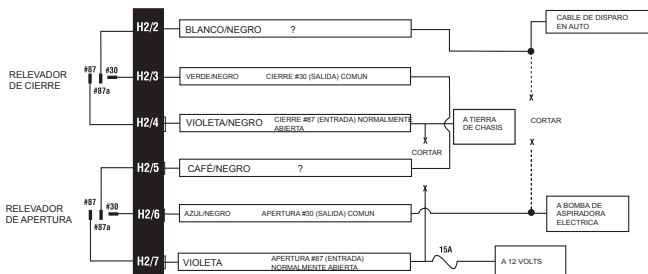 H2/2 BLANCO/NEGRO ?
CABLE DE DISPARO
EN AUTO
#87 #30
#87a
RELEVADOR
DE CIERRE
H2/3 VERDE/NEGRO CIERRE #30 (SALIDA) COMUN
H2/4 VIOLETA/NEGRO CIERRE #87 (ENTRADA) NORMALMENTE
ABIERTA
A TIERRA
DE CHASIS
CORTAR
CORTAR
H2/5 CAFÉ/NEGRO ?
#87 #30
#87a
RELEVADOR
DE APERTURA
H2/6 AZUL/NEGRO APERTURA #30 (SALIDA) COMUN
A BOMBA DE
ASPIRADORA
ELECTRICA
H2/7 VIOLETA APERTURA #87 (ENTRADA)
NORMALMENTE ABIERTA
15A
A 12 VOLTS